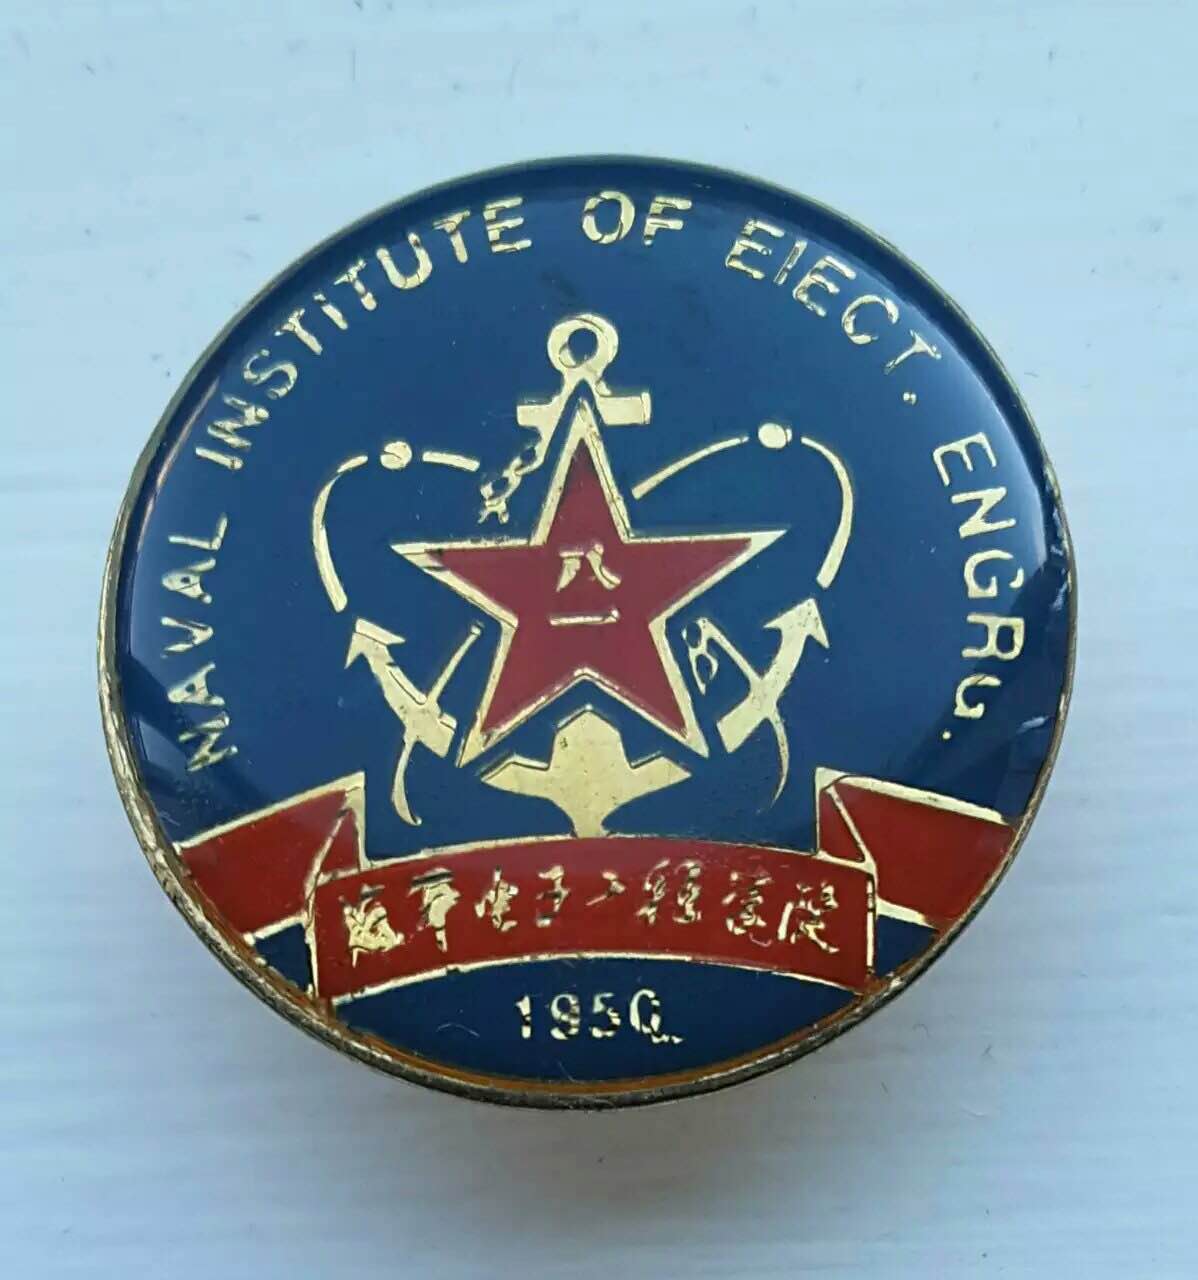 NAVAL INSTITUTE OF EIECT. ENGRG.
八
一
海军电子工程学院
1950